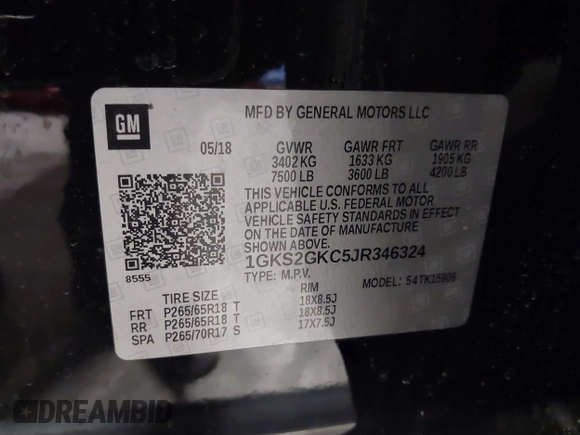 GM
MFD BY GENERAL MOTORS LLC
05/18 GVWR GAWR FRT GAWR RR
3402 KG 1633 KG 1905 KG
7500 LB 3600 LB 4200 LB
THIS VEHICLE CONFORMS TO ALL
APPLICABLE U.S. FEDERAL MOTOR
VEHICLE SAFETY STANDARDS IN EFFECT
ON THE DATE OF MANUFACTURE
SHOWN ABOVE.
1GKS2GKC5JR346324
8555
TYPE: M.P.V. MODEL: 54TK15906
TIRE SIZE RIM
FRT P265/65R18 T 18X8.5J
RR P265/65R18 T 18X8.5J
SPA P265/70R17 S 17X7.5J
DREAMBID